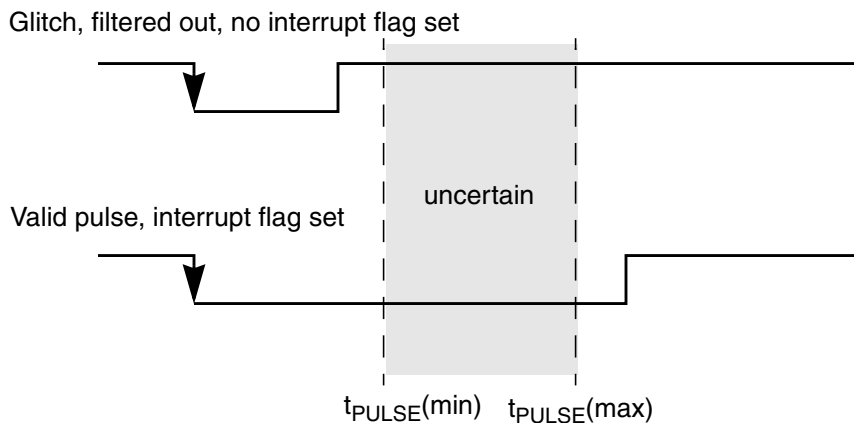 Glitch, filtered out, no interrupt flag set
uncertain
Valid pulse, interrupt flag set
tPULSE(min) tPULSE(max)